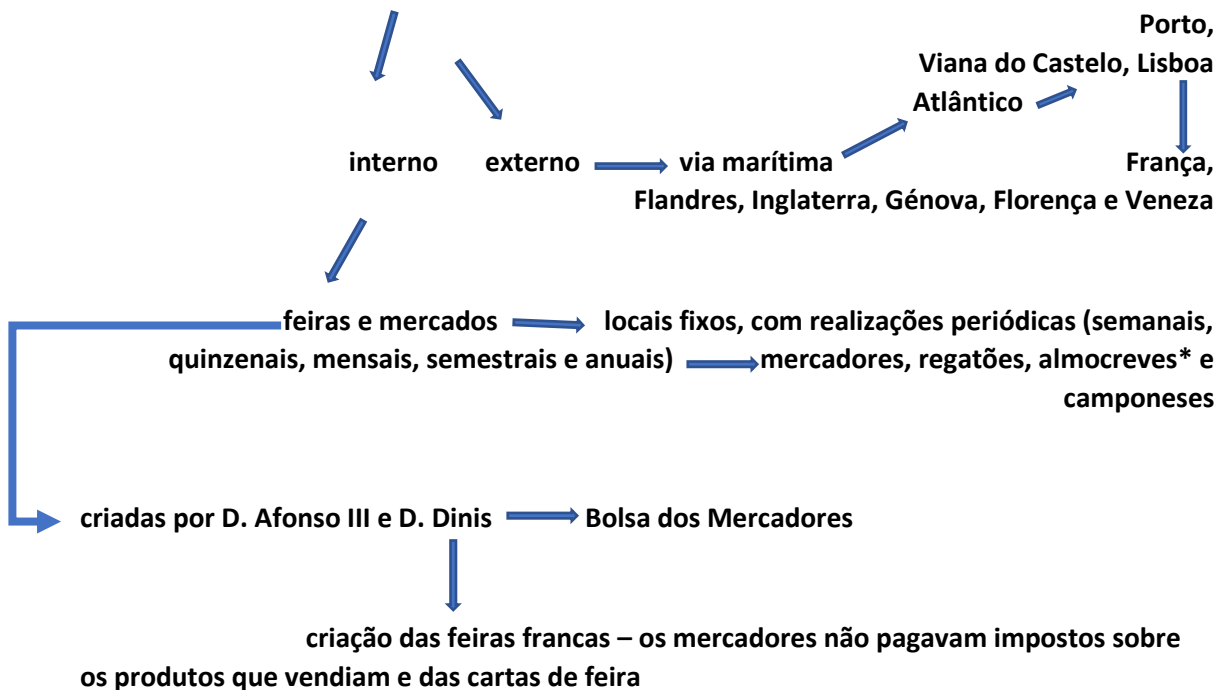 Porto,
Viana do Castelo, Lisboa
Atlântico
interno externo via marítima França,
Flandres, Inglaterra, Génova, Florença e Veneza
feiras e mercados locais fixos, com realizações periódicas (semanais,
quinzenais, mensais, semestrais e anuais) mercadores, regatões, almocreves* e
camponeses
criadas por D. Afonso III e D. Dinis Bolsa dos Mercadores
criação das feiras francas – os mercadores não pagavam impostos sobre
os produtos que vendiam e das cartas de feira